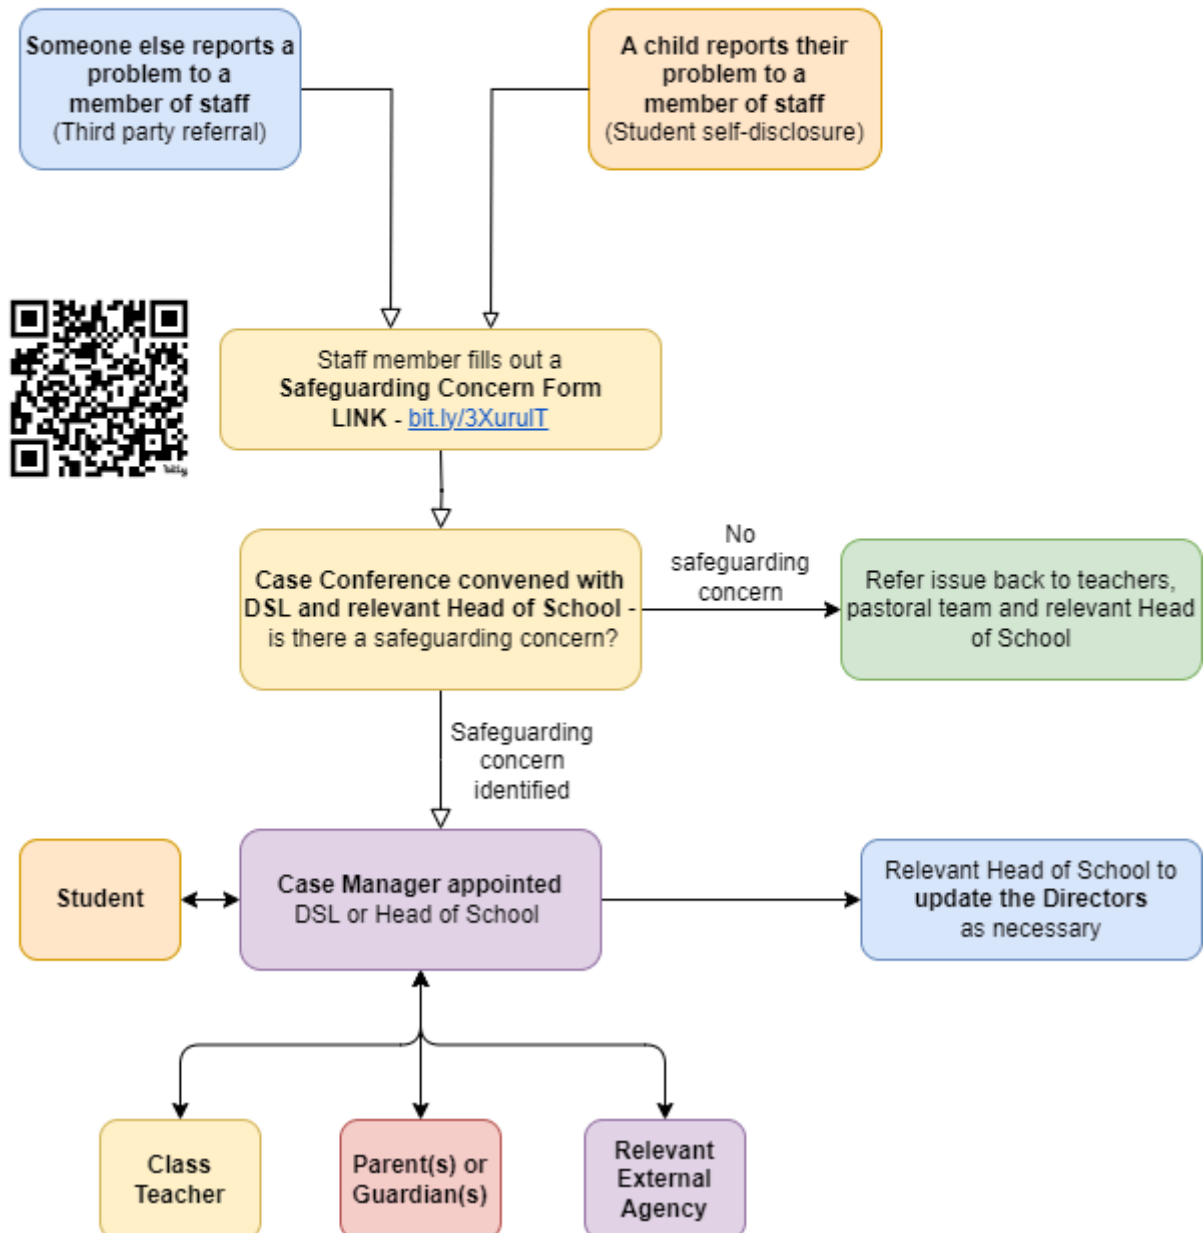 Someone else reports a
problem to a
member of staff
(Third party referral)
A child reports their
problem to a
member of staff
(Student self-disclosure)
Staff member fills out a
Safeguarding Concern Form
LINK - bit.ly/3XurulT
bitly
Case Conference convened with
DSL and relevant Head of School -
is there a safeguarding concern?
No
safeguarding
concern
Refer issue back to teachers,
pastoral team and relevant Head
of School
Safeguarding
concern
identified
Student
Case Manager appointed
DSL or Head of School
Relevant Head of School to
update the Directors
as necessary
Class
Teacher
Parent(s) or
Guardian(s)
Relevant
External
Agency